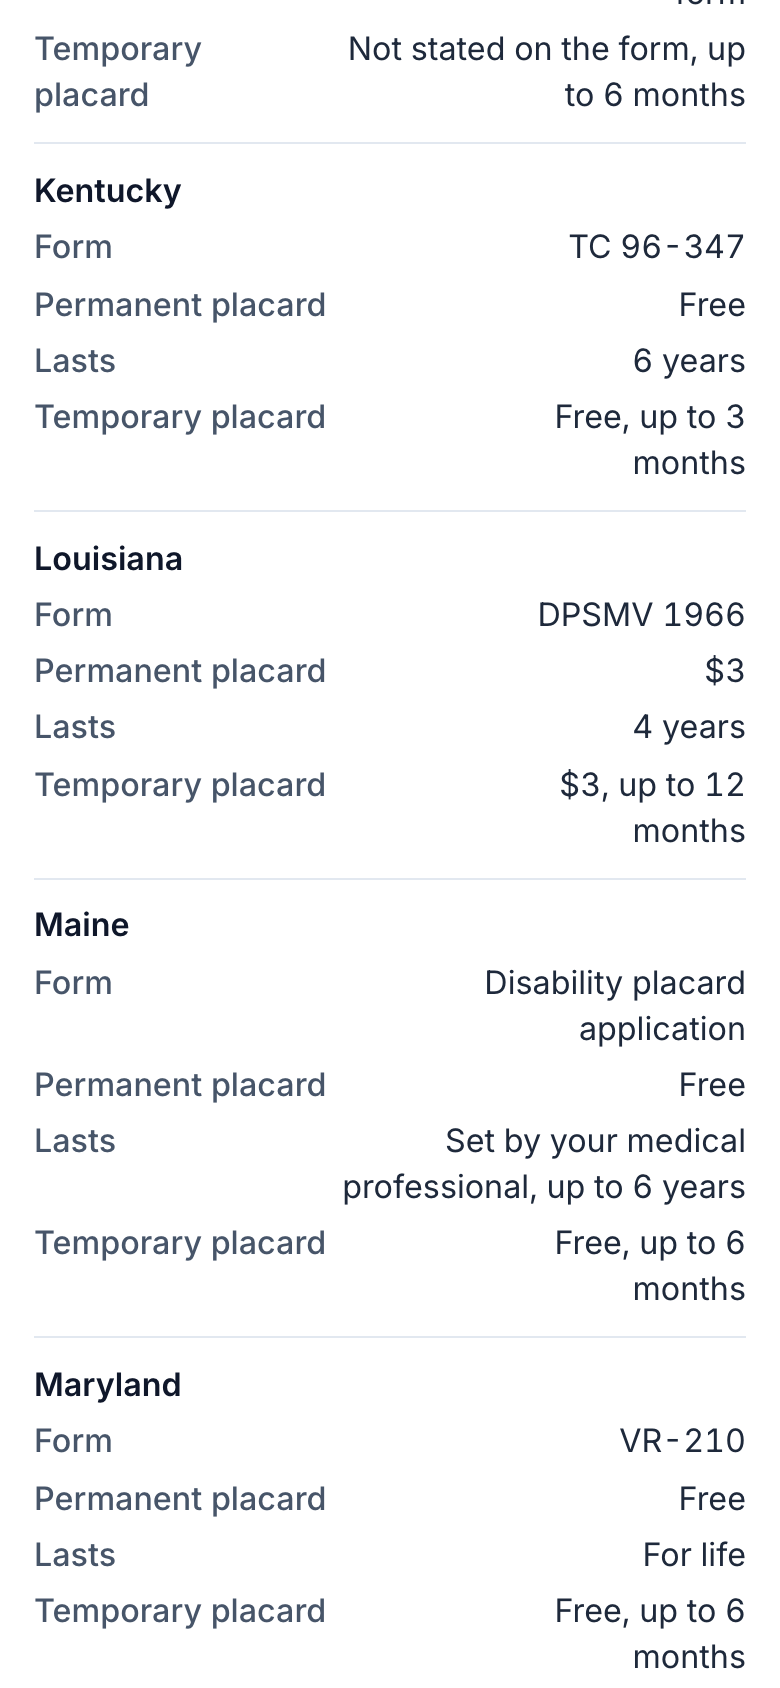 form
Temporary placard
Not stated on the form, up to 6 months
Kentucky
Form
TC 96-347
Permanent placard
Free
Lasts
6 years
Temporary placard
Free, up to 3 months
Louisiana
Form
DPSMV 1966
Permanent placard
$3
Lasts
4 years
Temporary placard
$3, up to 12 months
Maine
Form
Disability placard application
Permanent placard
Free
Lasts
Set by your medical professional, up to 6 years
Temporary placard
Free, up to 6 months
Maryland
Form
VR-210
Permanent placard
Free
Lasts
For life
Temporary placard
Free, up to 6 months